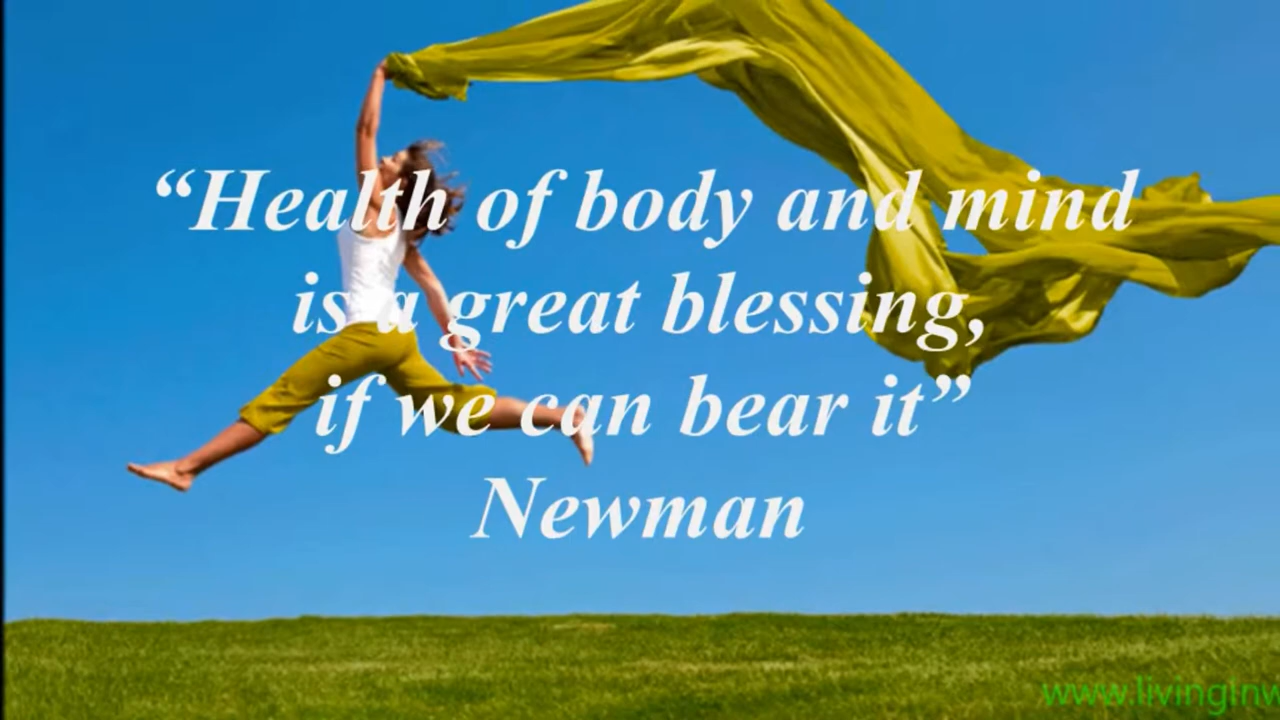 “Health of body and mind
is a great blessing,
if we can bear it”
Newman